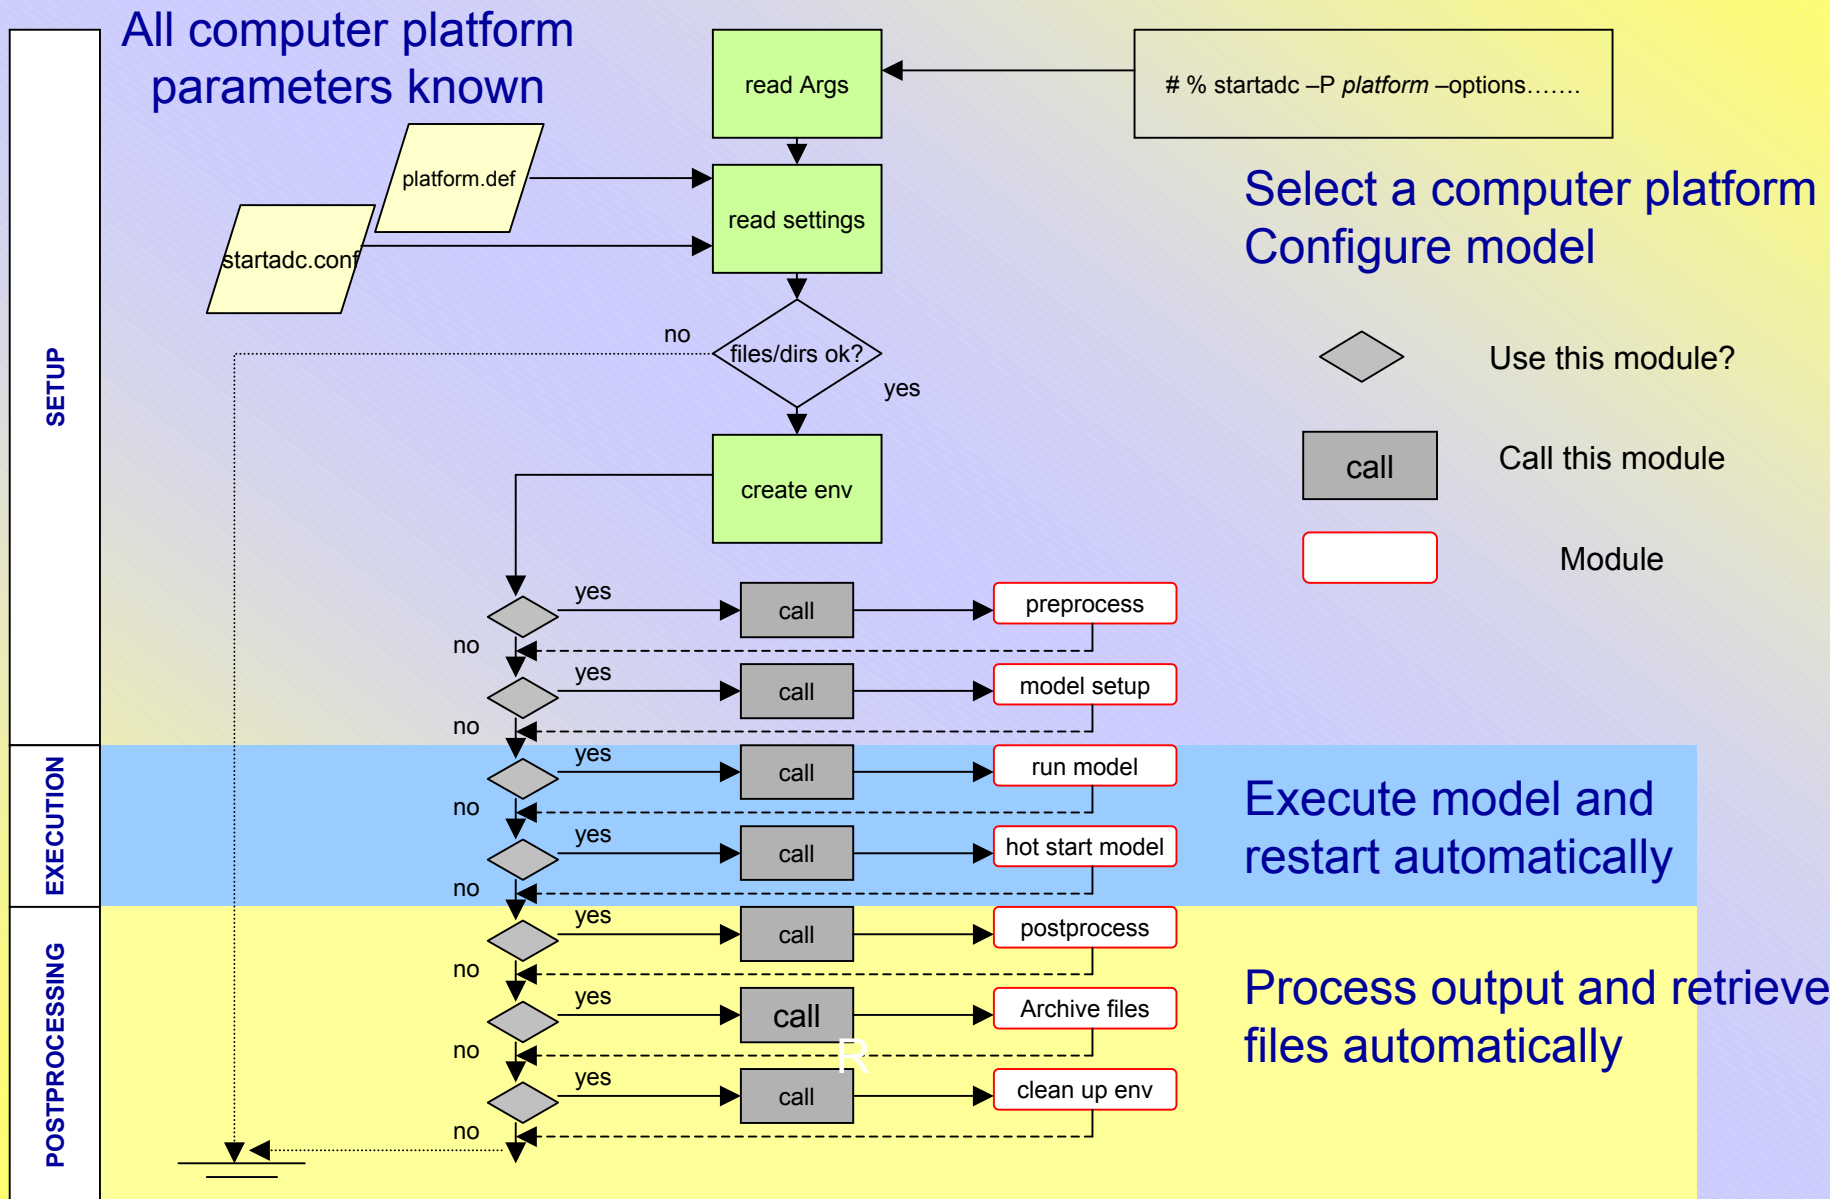 All computer platform
parameters known
read Args
# % startadc –P platform –options.......
platform.def
startadc.conf
read settings
Select a computer platform
Configure model
no
files/dirs ok?
yes
Use this module?
create env
call
Call this module
Module
SETUP
yes
call
preprocess
no
yes
call
model setup
no
EXECUTION
yes
call
run model
no
Execute model and
restart automatically
yes
call
hot start model
no
POSTPROCESSING
yes
call
postprocess
no
Process output and retrieve
files automatically
yes
call
Archive files
R
no
yes
call
clean up env
no